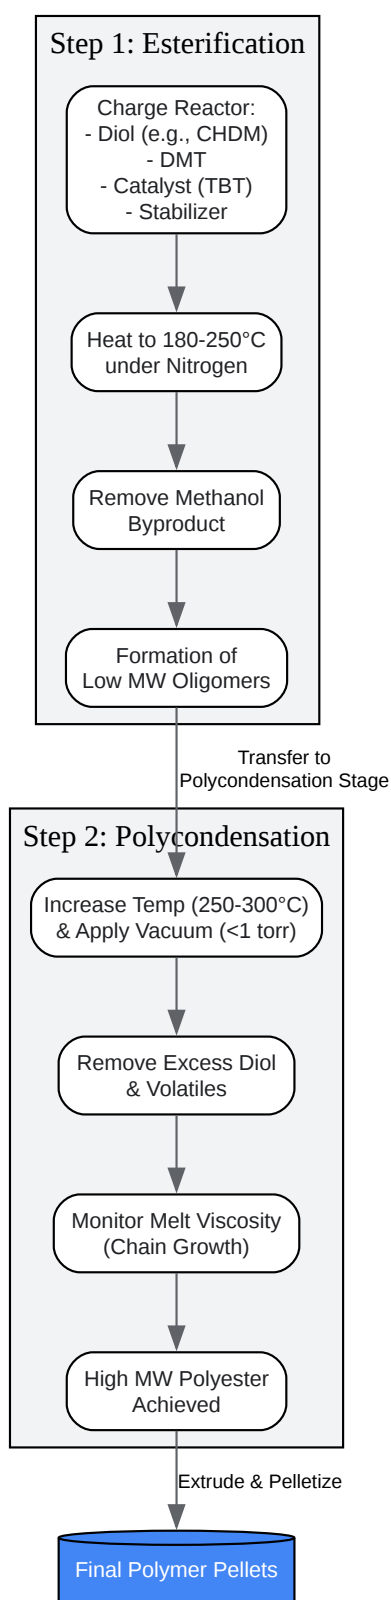 Step 1: Esterification
Charge Reactor:
- Diol (e.g., CHDM)
- DMT
- Catalyst (TBT)
- Stabilizer
Heat to 180-250°C
under Nitrogen
Remove Methanol
Byproduct
Formation of
Low MW Oligomers
Transfer to
Polycondensation Stage
Step 2: Polycondensation
Increase Temp (250-300°C)
& Apply Vacuum (<1 torr)
Remove Excess Diol
& Volatiles
Monitor Melt Viscosity
(Chain Growth)
High MW Polyester
Achieved
Extrude & Pelletize
Final Polymer Pellets